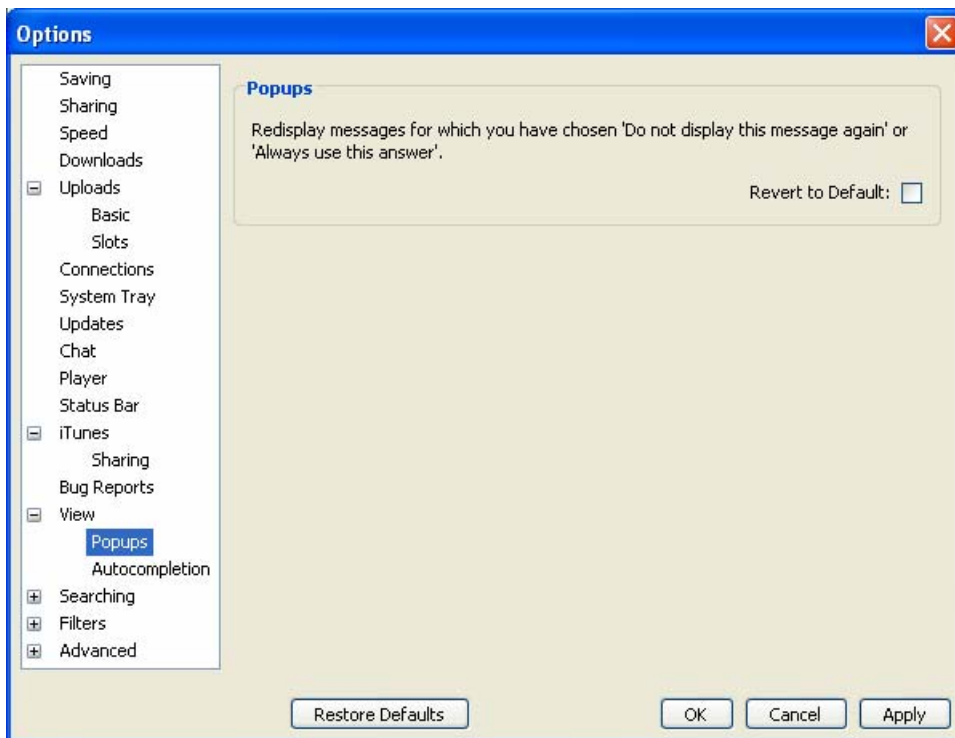 Options
Saving
Sharing
Speed
Downloads
Uploads
Basic
Slots
Connections
System Tray
Updates
Chat
Player
Status Bar
iTunes
Sharing
Bug Reports
View
Popups
Autocompletion
Searching
Filters
Advanced
Popups
Redisplay messages for which you have chosen 'Do not display this message again' or
'Always use this answer'.
Revert to Default:
Restore Defaults
OK
Cancel
Apply